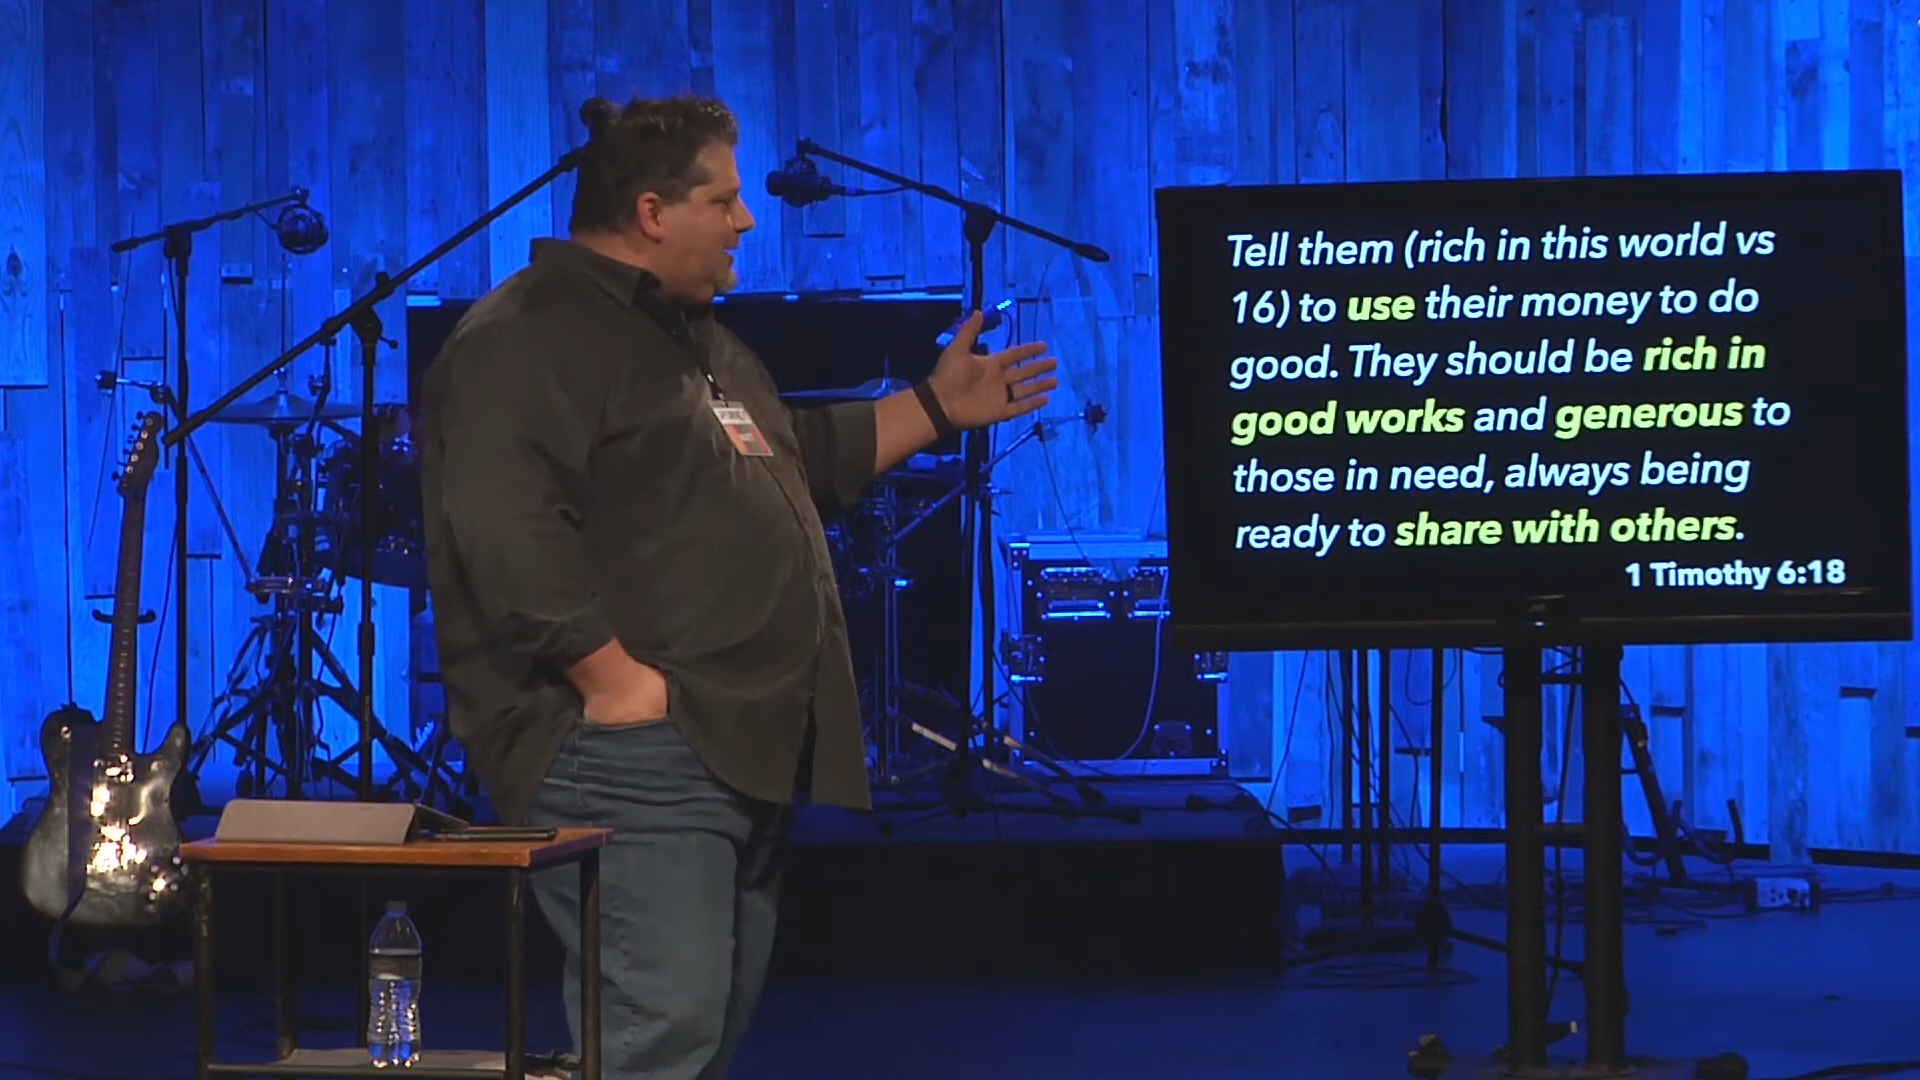 Tell them (rich in this world vs
16) to use their money to do
good. They should be rich in
good works and generous to
those in need, always being
ready to share with others.
1 Timothy 6:18